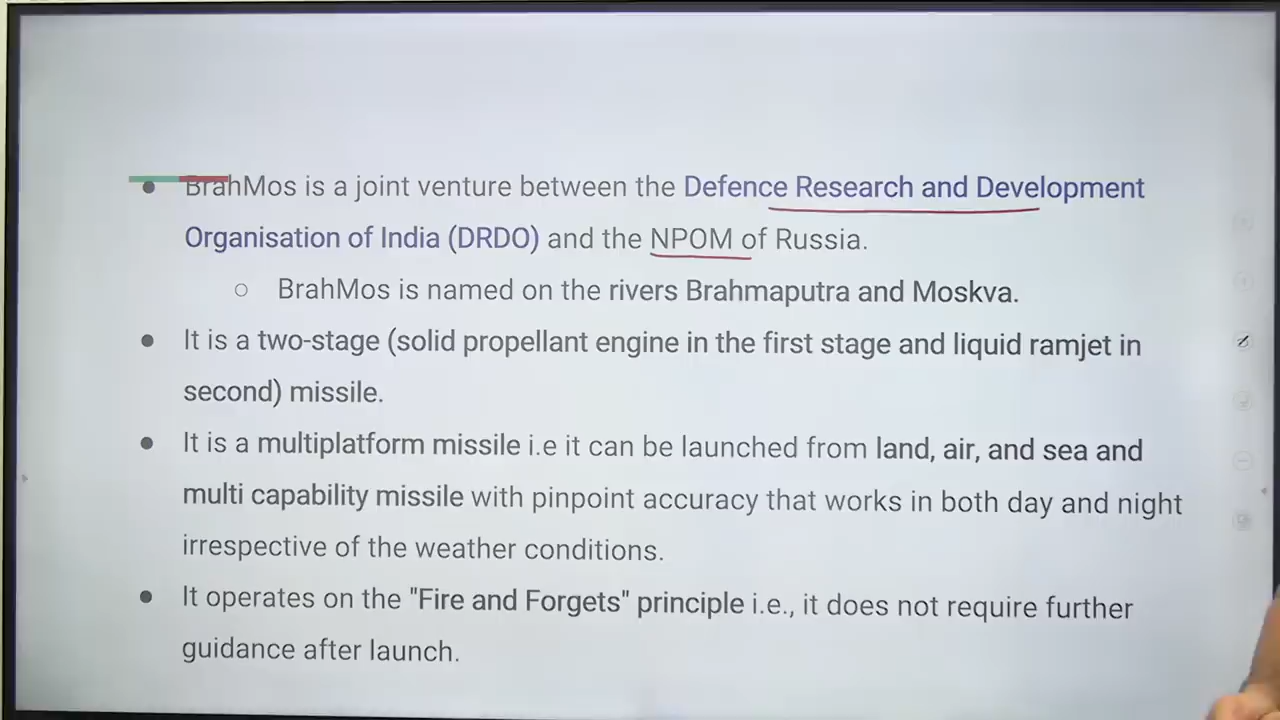 BrahMos is a joint venture between the Defence Research and Development
Organisation of India (DRDO) and the NPOM of Russia.
BrahMos is named on the rivers Brahmaputra and Moskva.
It is a two-stage (solid propellant engine in the first stage and liquid ramjet in
second) missile.
It is a multiplatform missile i.e it can be launched from land, air, and sea and
multi capability missile with pinpoint accuracy that works in both day and night
irrespective of the weather conditions.
It operates on the "Fire and Forgets" principle i.e., it does not require further
guidance after launch.